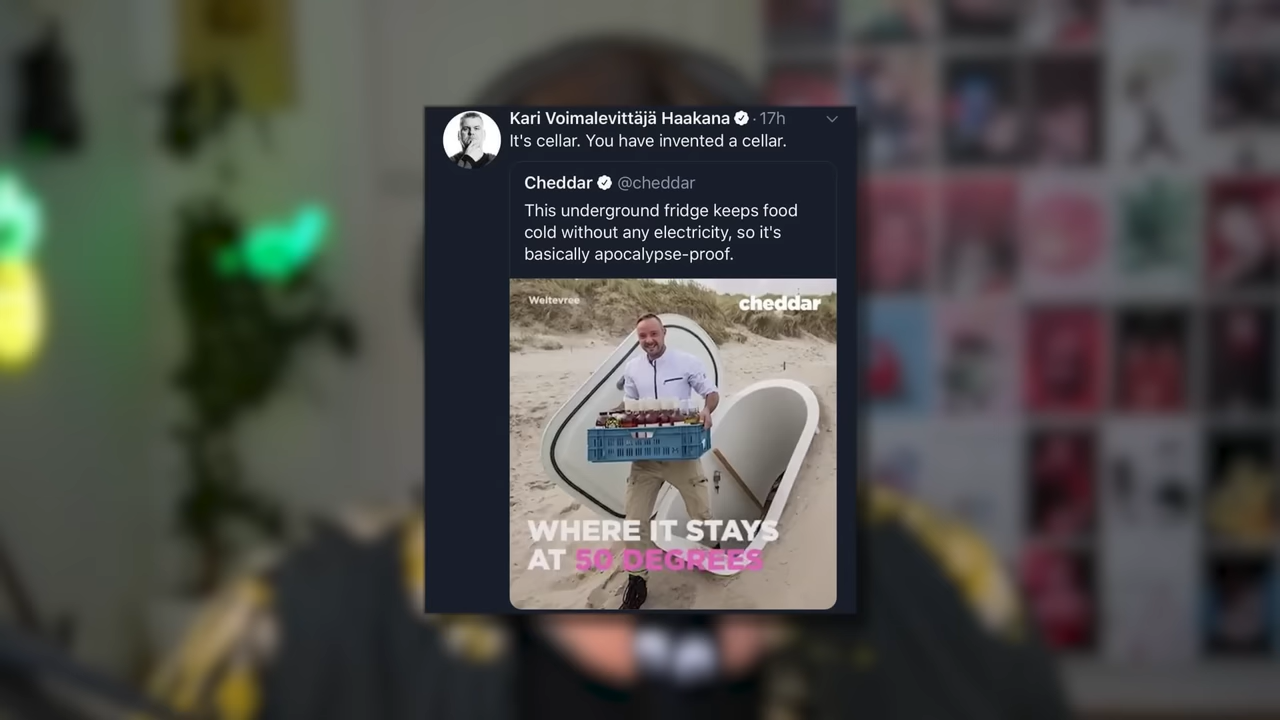 Kari Voimalevittäjä Haakana · 17h
It's cellar. You have invented a cellar.
Cheddar @cheddar
This underground fridge keeps food
cold without any electricity, so it's
basically apocalypse-proof.
Weltevree
cheddar
WHERE IT STAYS
AT 50 DEGREES